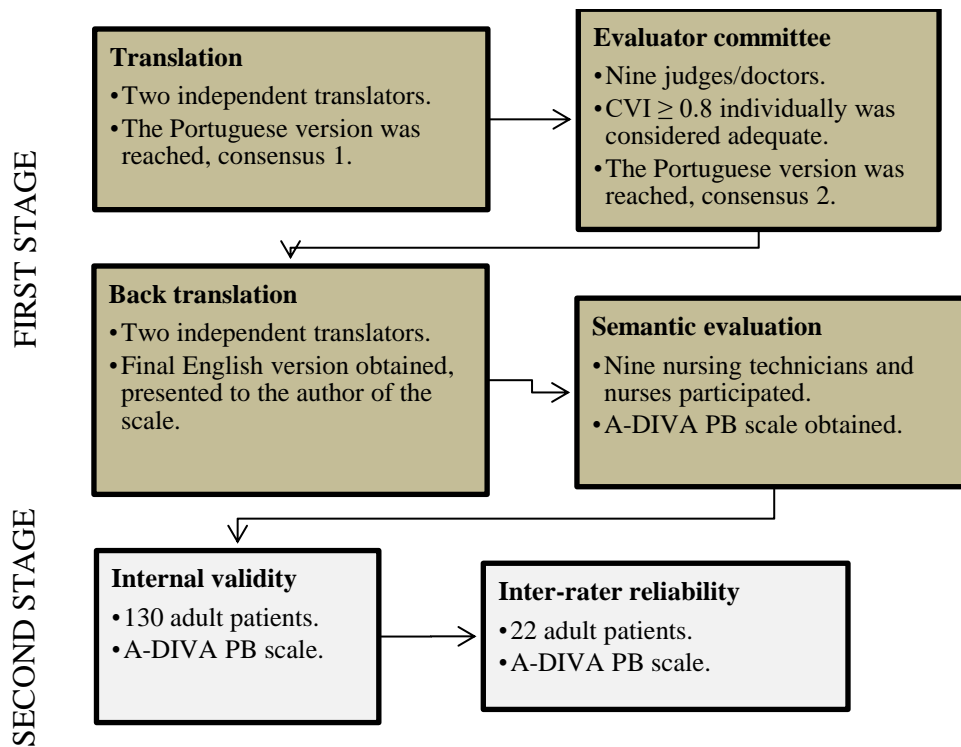 FIRST STAGE
Translation
•Two independent translators.
•The Portuguese version was
reached, consensus 1.
Evaluator committee
•Nine judges/doctors.
•CVI ≥ 0.8 individually was
considered adequate.
•The Portuguese version was
reached, consensus 2.
Back translation
•Two independent translators.
•Final English version obtained,
presented to the author of the
scale.
Semantic evaluation
•Nine nursing technicians and
nurses participated.
•A-DIVA PB scale obtained.
SECOND STAGE
Internal validity
•130 adult patients.
•A-DIVA PB scale.
Inter-rater reliability
•22 adult patients.
•A-DIVA PB scale.